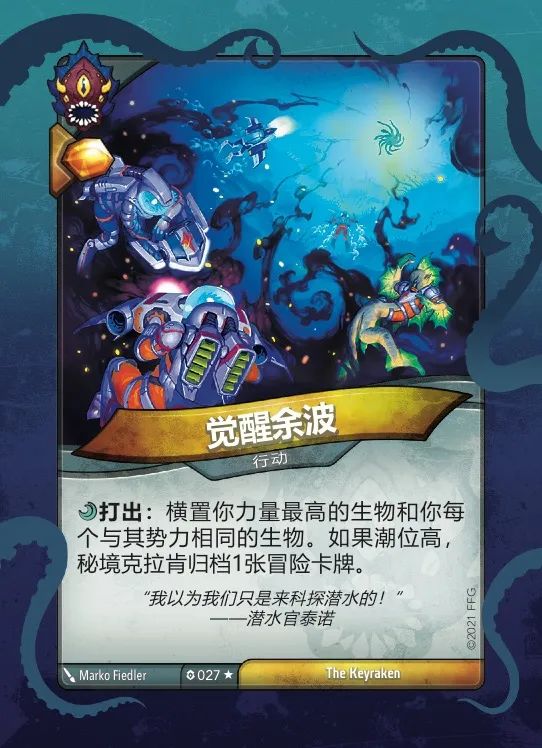 觉醒余波
行动
打出：横置你力量最高的生物和你每
个与其势力相同的生物。如果潮位高，
秘境克拉肯归档1张冒险卡牌。
“我以为我们只是来科探潜水的！”
——潜水官泰诺
©2021 FFG
Marko Fiedler
027
The Keyraken